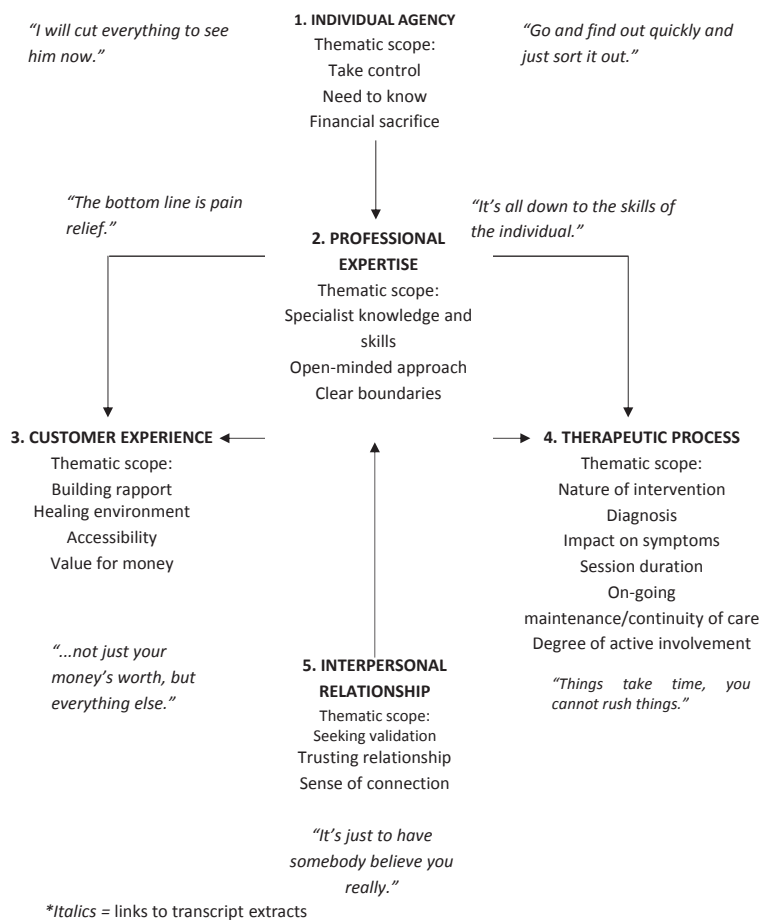 “I will cut everything to see
him now.”
1. INDIVIDUAL AGENCY
Thematic scope:
Take control
Need to know
Financial sacrifice
“Go and find out quickly and
just sort it out.”
“The bottom line is pain
relief.”
“It’s all down to the skills of
the individual.”
2. PROFESSIONAL
EXPERTISE
Thematic scope:
Specialist knowledge and
skills
Open-minded approach
Clear boundaries
3. CUSTOMER EXPERIENCE
Thematic scope:
Building rapport
Healing environment
Accessibility
Value for money
4. THERAPEUTIC PROCESS
Thematic scope:
Nature of intervention
Diagnosis
Impact on symptoms
Session duration
On-going
maintenance/continuity of care
Degree of active involvement
“...not just your
money’s worth, but
everything else.”
5. INTERPERSONAL
RELATIONSHIP
Thematic scope:
Seeking validation
Trusting relationship
Sense of connection
“Things take time, you
cannot rush things.”
“It’s just to have
somebody believe you
really.”
*Italics = links to transcript extracts